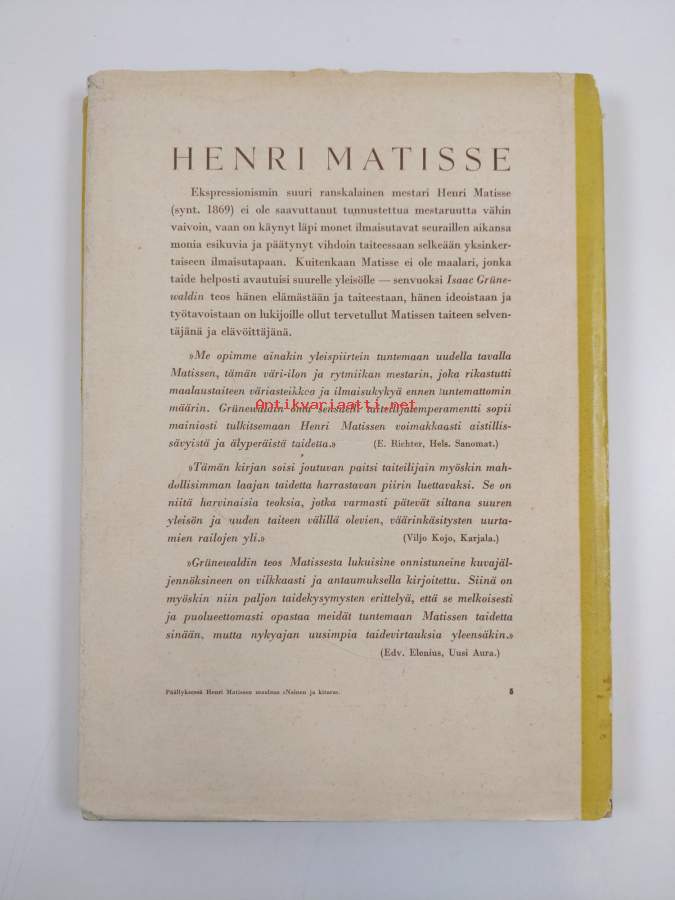 HENRI MATISSE
Ekspressionismin suuri ranskalainen mestari Henri Matisse
(synt. 1869) ei ole saavuttanut tunnustettua mestaruutta vähin
vaivoin, vaan on käynyt läpi monet ilmaisutavat seuraillen aikansa
monia esikuvia ja päätynyt vihdoin taiteessaan selkeään yksinker-
taiseen ilmaisutapaan. Kuitenkaan Matisse ei ole maalari, jonka
taide helposti avautuisi suurelle yleisölle — senvuoksi Isaac Grüne-
waldin teos hänen elämästään ja taiteestaan, hänen ideoistaan ja
työtavoistaan on lukijoille ollut tervetullut Matissen taiteen selven-
täjänä ja elävöittäjänä.
»Me opimme ainakin yleispiirtein tuntemaan uudella tavalla
Matissen, tämän väri-ilon ja rytmiikan mestarin, joka rikastutti
maalaustaiteen väriasteikkoa ja ilmaisukykyä ennen tuntemattomin
Antikvariaatti.net
määrin. Grünewaldin oma sensuelli taiteilijatemperamentti sopii
mainiosti tulkitsemaan Henri Matissen voimakkaasti aistillis-
sävyistä ja älyperäistä taidetta.» (E. Richter, Hels. Sanomat.)
»Tämän kirjan soisi joutuvan paitsi taiteilijain myöskin mah-
dollisimman laajan taidetta harrastavan piirin luettavaksi. Se on
niitä harvinaisia teoksia, jotka varmasti pätevät siltana suuren
yleisön ja uuden taiteen välillä olevien, väärinkäsitysten uurta-
mien railojen yli.» (Viljo Kojo, Karjala.)
»Grünewaldin teos Matissesta lukuisine onnistuneine kuvajäl-
jennöksineen on vilkkaasti ja antaumuksella kirjoitettu. Siinä on
myöskin niin paljon taidekysymysten erittelyä, että se melkoisesti
ja puolueettomasti opastaa meidät tuntemaan Matissen taidetta
sinään, mutta nykyajan uusimpia taidevirtauksia yleensäkin.»
(Edv. Elenius, Uusi Aura.)
Päällyksessä Henri Matissen maalaus »Nainen ja kitara». 5